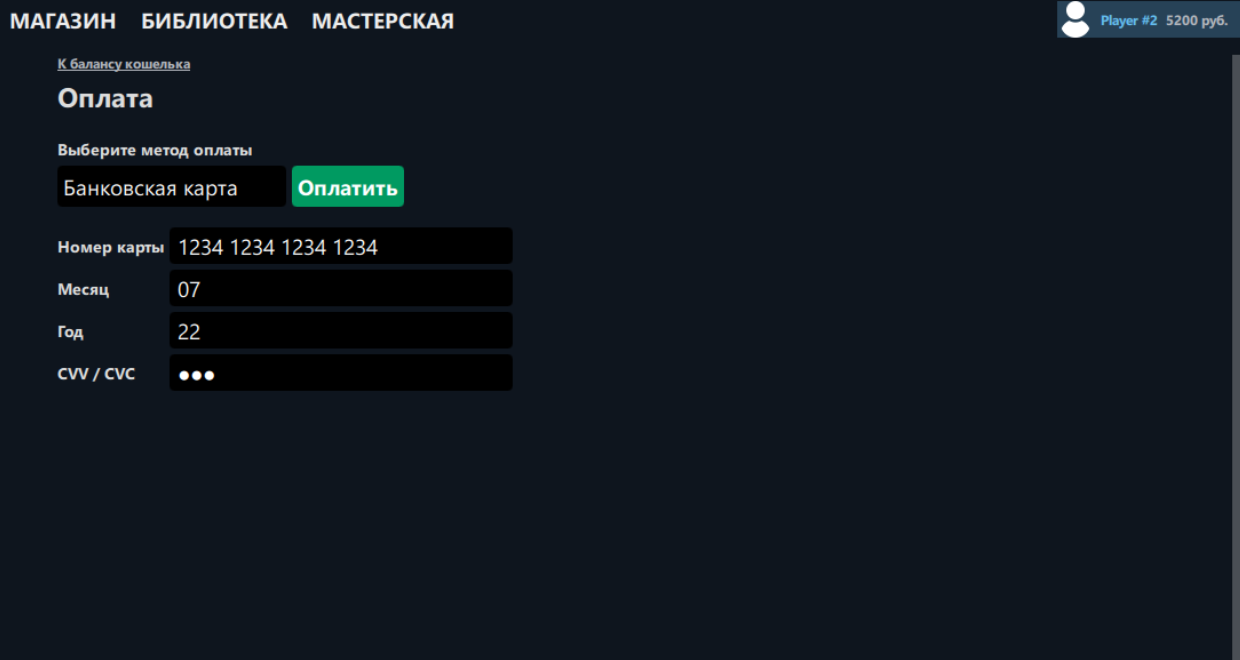 МАГАЗИН БИБЛИОТЕКА МАСТЕРСКАЯ Player #2 5200 руб.
К балансу кошелька
Оплата
Выберите метод оплаты
Банковская карта Оплатить
Номер карты 1234 1234 1234 1234
Месяц 07
Год 22
CVV / CVC ●●●